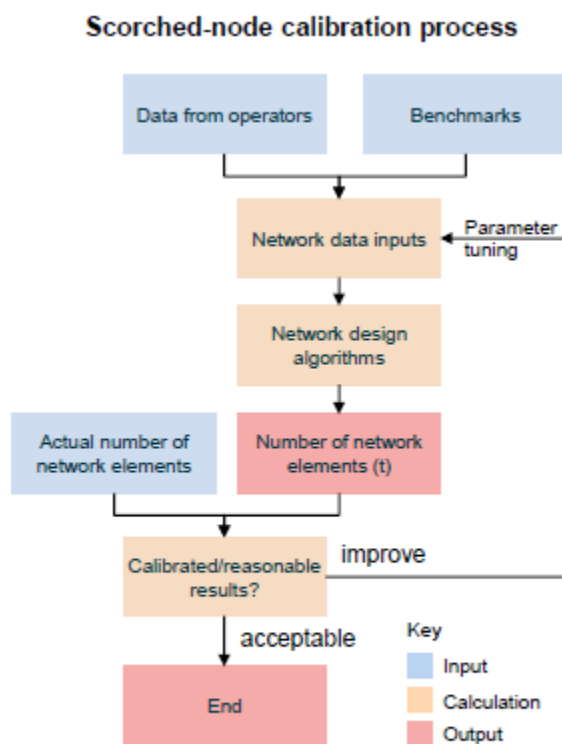 Scorched-node calibration process
Data from operators
Benchmarks
Network data inputs
Parameter
tuning
Network design
algorithms
Actual number of
network elements
Number of network
elements (t)
Calibrated/reasonable
results?
improve
acceptable
End
Key
Input
Calculation
Output